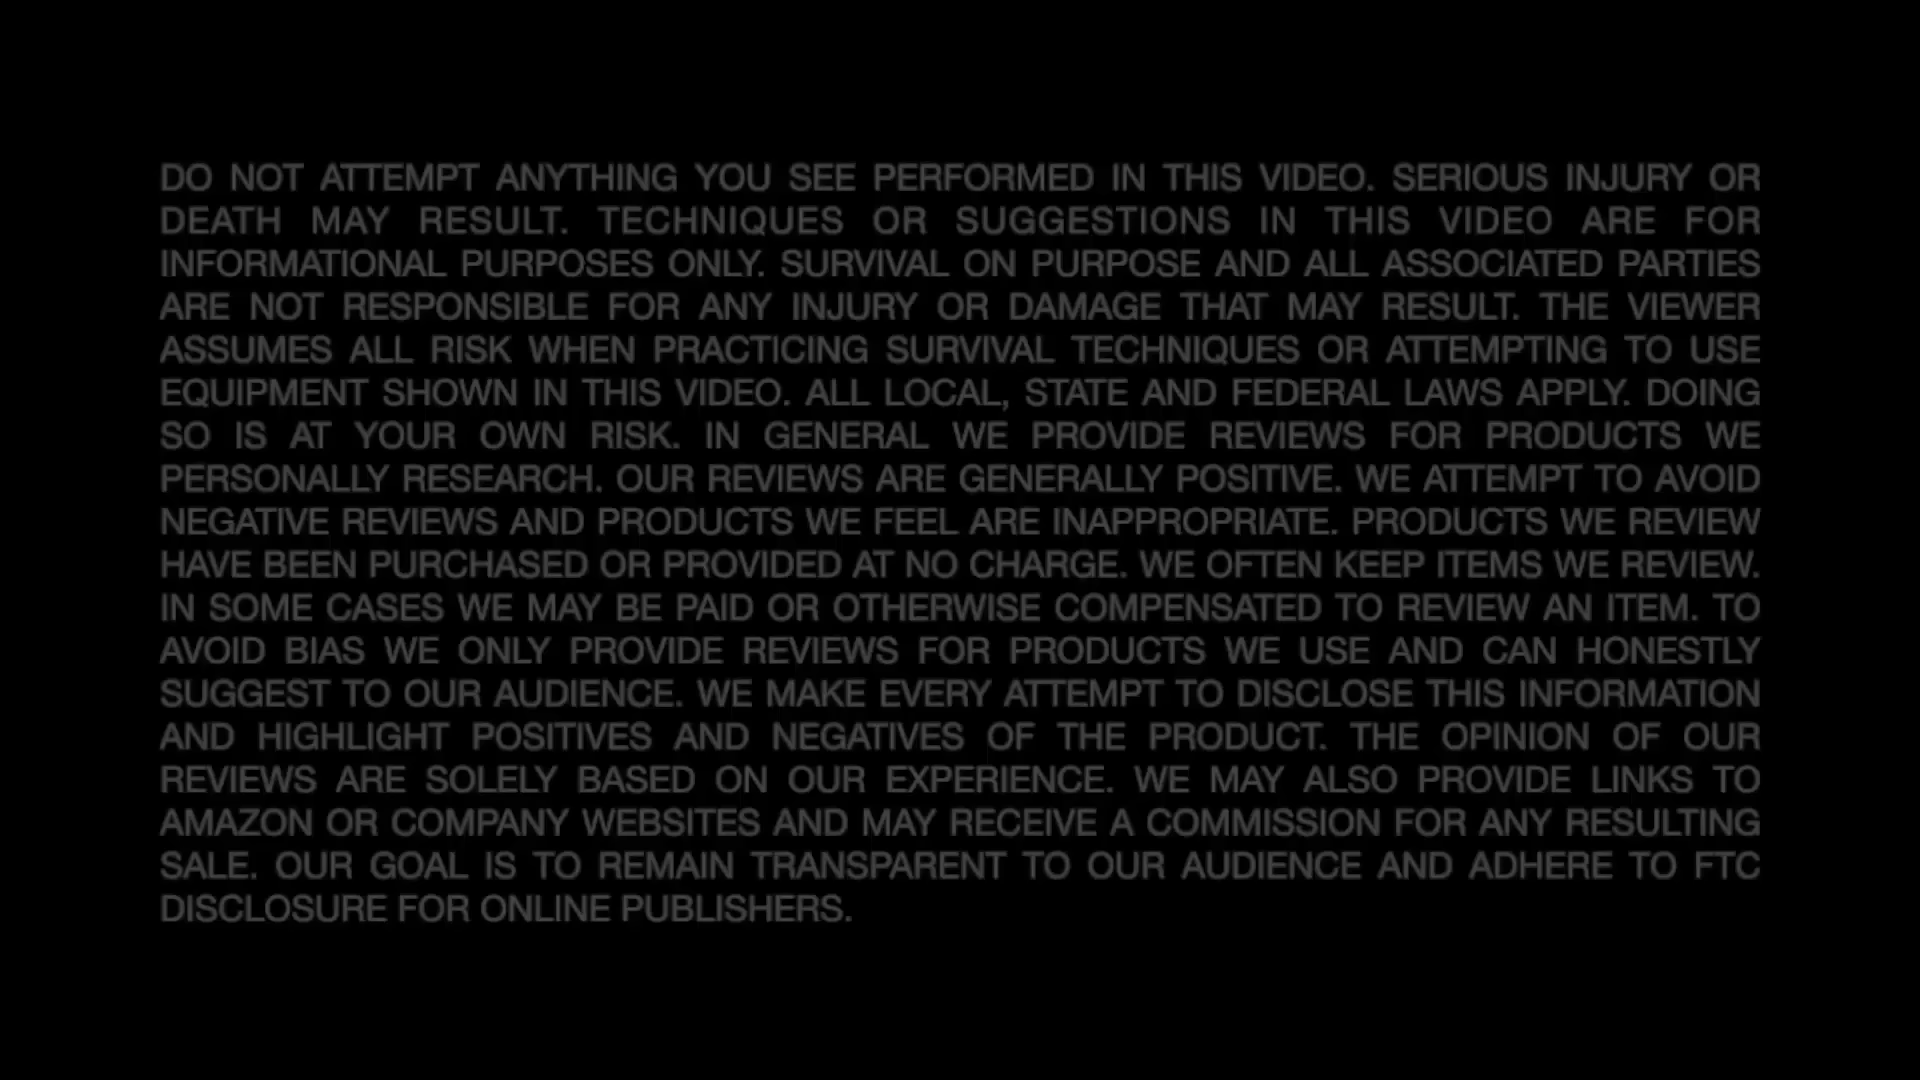 DO NOT ATTEMPT ANYTHING YOU SEE PERFORMED IN THIS VIDEO. SERIOUS INJURY OR
DEATH MAY RESULT. TECHNIQUES OR SUGGESTIONS IN THIS VIDEO ARE FOR
INFORMATIONAL PURPOSES ONLY. SURVIVAL ON PURPOSE AND ALL ASSOCIATED PARTIES
ARE NOT RESPONSIBLE FOR ANY INJURY OR DAMAGE THAT MAY RESULT. THE VIEWER
ASSUMES ALL RISK WHEN PRACTICING SURVIVAL TECHNIQUES OR ATTEMPTING TO USE
EQUIPMENT SHOWN IN THIS VIDEO. ALL LOCAL, STATE AND FEDERAL LAWS APPLY. DOING
SO IS AT YOUR OWN RISK. IN GENERAL WE PROVIDE REVIEWS FOR PRODUCTS WE
PERSONALLY RESEARCH. OUR REVIEWS ARE GENERALLY POSITIVE. WE ATTEMPT TO AVOID
NEGATIVE REVIEWS AND PRODUCTS WE FEEL ARE INAPPROPRIATE. PRODUCTS WE REVIEW
HAVE BEEN PURCHASED OR PROVIDED AT NO CHARGE. WE OFTEN KEEP ITEMS WE REVIEW.
IN SOME CASES WE MAY BE PAID OR OTHERWISE COMPENSATED TO REVIEW AN ITEM. TO
AVOID BIAS WE ONLY PROVIDE REVIEWS FOR PRODUCTS WE USE AND CAN HONESTLY
SUGGEST TO OUR AUDIENCE. WE MAKE EVERY ATTEMPT TO DISCLOSE THIS INFORMATION
AND HIGHLIGHT POSITIVES AND NEGATIVES OF THE PRODUCT. THE OPINION OF OUR
REVIEWS ARE SOLELY BASED ON OUR EXPERIENCE. WE MAY ALSO PROVIDE LINKS TO
AMAZON OR COMPANY WEBSITES AND MAY RECEIVE A COMMISSION FOR ANY RESULTING
SALE. OUR GOAL IS TO REMAIN TRANSPARENT TO OUR AUDIENCE AND ADHERE TO FTC
DISCLOSURE FOR ONLINE PUBLISHERS.